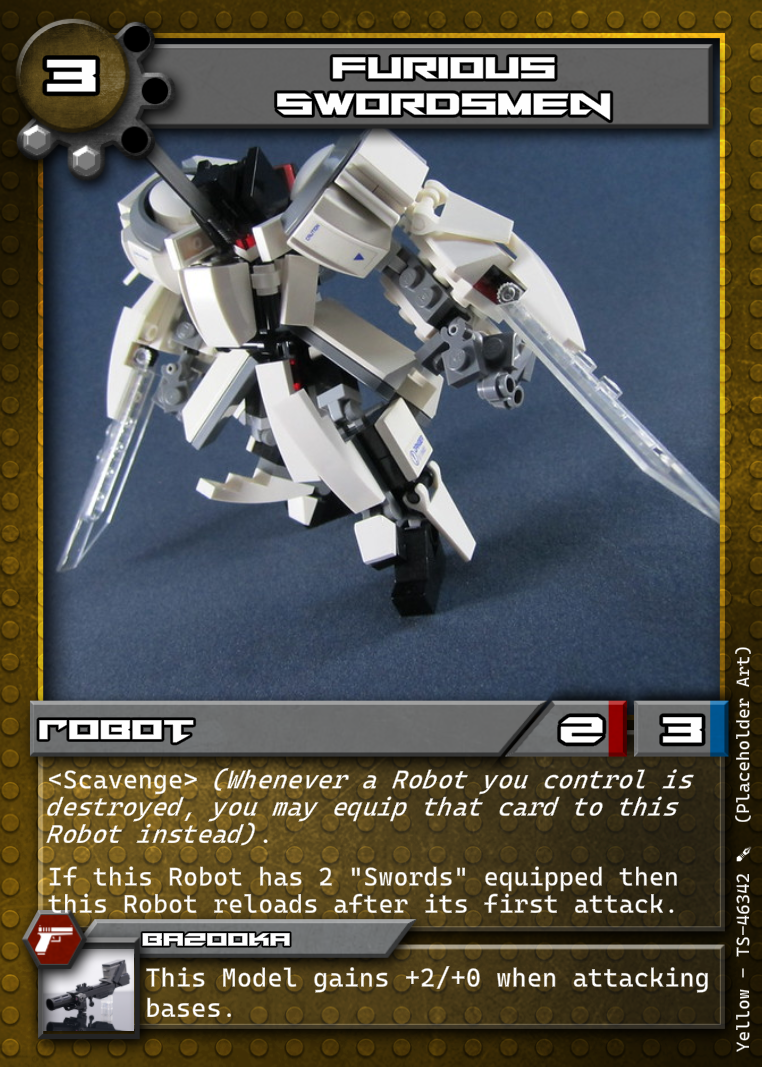 3
FURIOUS
SWORDSMEN
ROBOT
2
3
<Scavenge> (Whenever a Robot you control is
destroyed, you may equip that card to this
Robot instead).
If this Robot has 2 "Swords" equipped then
this Robot reloads after its first attack.
BAZOOKA
This Model gains +2/+0 when attacking
bases.
Yellow - TS-46342 ✒ (Placeholder Art)